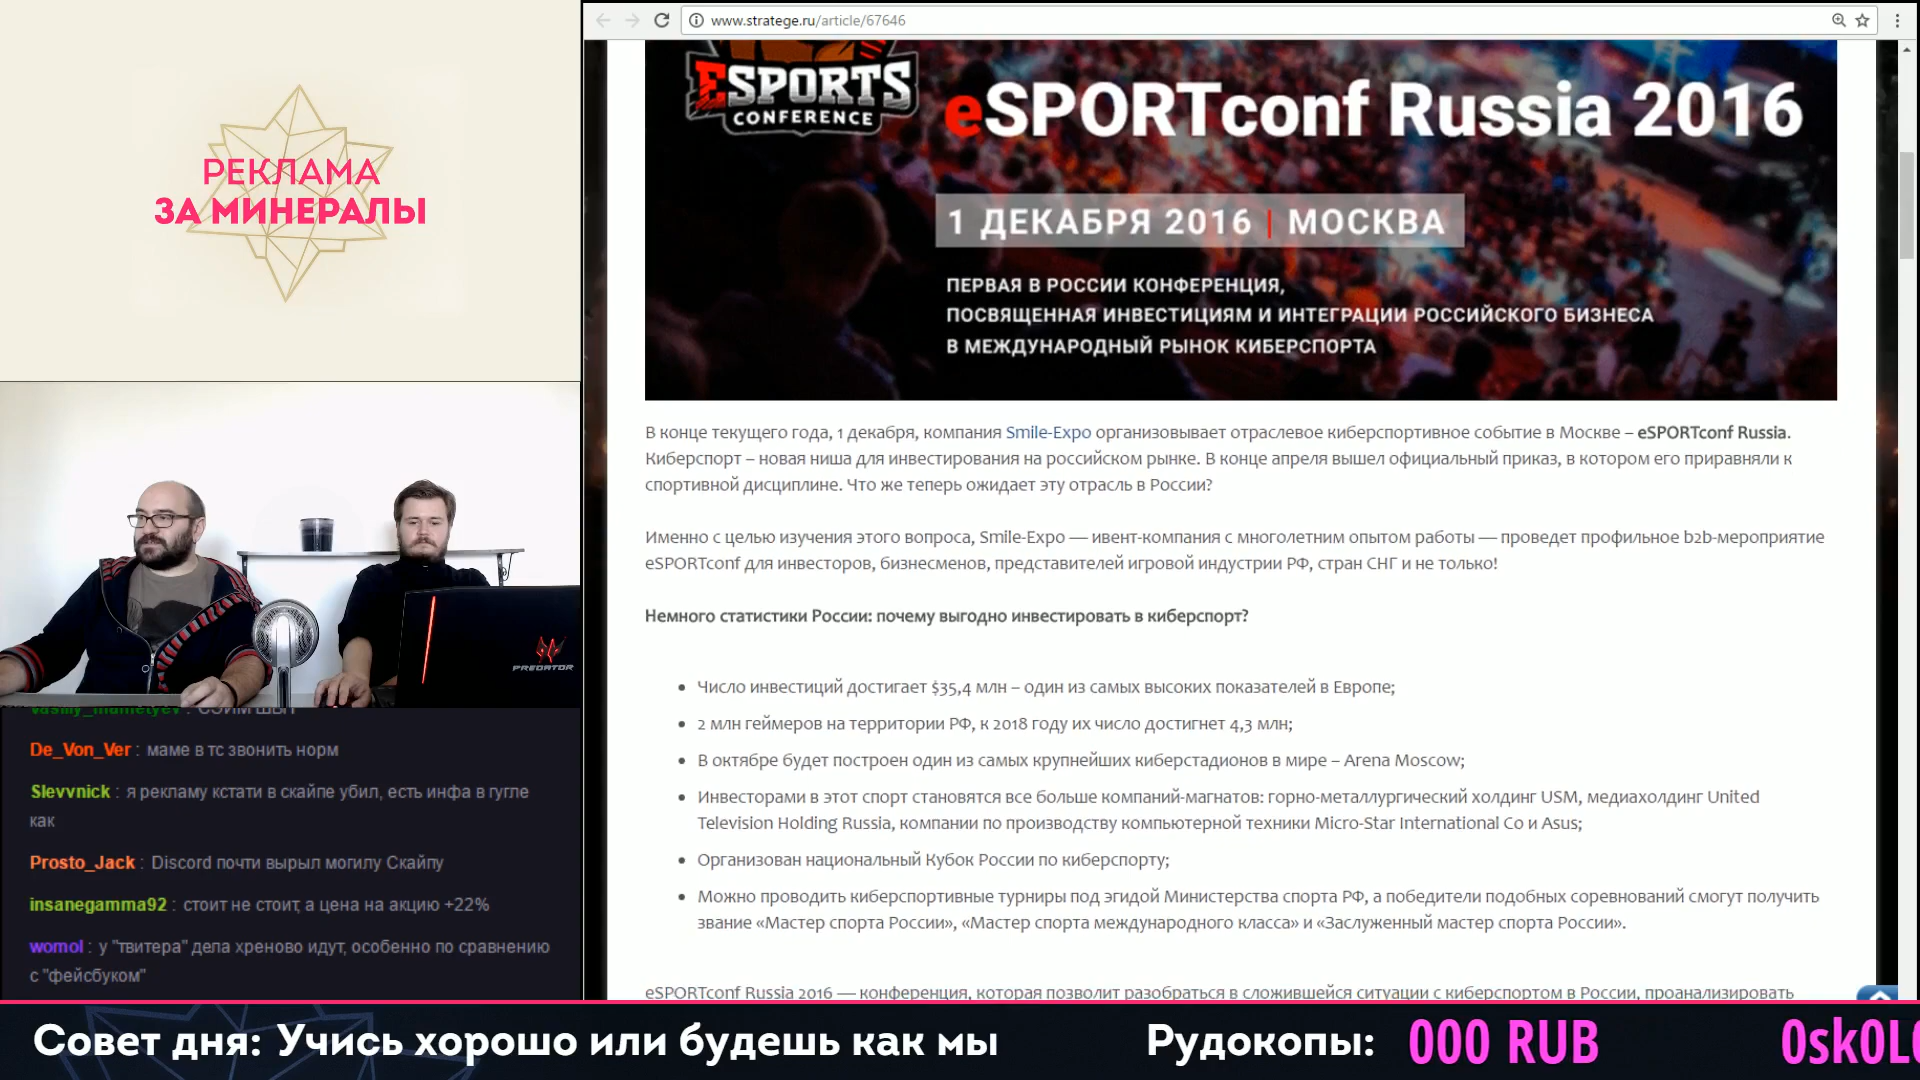 www.stratege.ru/article/67646
РЕКЛАМА
ЗА МИНЕРАЛЫ
ESPORTS
CONFERENCE
eSPORTconf Russia 2016
1 ДЕКАБРЯ 2016 | МОСКВА
ПЕРВАЯ В РОССИИ КОНФЕРЕНЦИЯ,
ПОСВЯЩЕННАЯ ИНВЕСТИЦИЯМ И ИНТЕГРАЦИИ РОССИЙСКОГО БИЗНЕСА
В МЕЖДУНАРОДНЫЙ РЫНОК КИБЕРСПОРТА
В конце текущего года, 1 декабря, компания Smile-Expo организовывает отраслевое киберспортивное событие в Москве – eSPORTconf Russia.
Киберспорт – новая ниша для инвестирования на российском рынке. В конце апреля вышел официальный приказ, в котором его приравняли к
спортивной дисциплине. Что же теперь ожидает эту отрасль в России?
Именно с целью изучения этого вопроса, Smile-Expo — ивент-компания с многолетним опытом работы — проведет профильное b2b-мероприятие
eSPORTconf для инвесторов, бизнесменов, представителей игровой индустрии РФ, стран СНГ и не только!
Немного статистики России: почему выгодно инвестировать в киберспорт?
• Число инвестиций достигает $35,4 млн – один из самых высоких показателей в Европе;
• 2 млн геймеров на территории РФ, к 2018 году их число достигнет 4,3 млн;
• В октябре будет построен один из самых крупнейших киберстадионов в мире – Arena Moscow;
• Инвесторами в этот спорт становятся все больше компаний-магнатов: горно-металлургический холдинг USM, медиахолдинг United
Television Holding Russia, компании по производству компьютерной техники Micro-Star International Co и Asus;
• Организован национальный Кубок России по киберспорту;
• Можно проводить киберспортивные турниры под эгидой Министерства спорта РФ, а победители подобных соревнований смогут получить
звание «Мастер спорта России», «Мастер спорта международного класса» и «Заслуженный мастер спорта России».
eSPORTconf Russia 2016 — конференция, которая позволит разобраться в сложившейся ситуации с киберспортом в России, проанализировать
PREDATOR
De_Von_Ver : маме в тс звонить норм
Slevvnick : я рекламу кстати в скайпе убил, есть инфа в гугле
как
Prosto_Jack : Discord почти вырыл могилу Скайпу
insanegamma92 : стоит не стоит, а цена на акцию +22%
womol : у "твитера" дела хреново идут, особенно по сравнению
с "фейсбуком"
Совет дня: Учись хорошо или будешь как мы
Рудокопы: 000 RUB 0sk0L